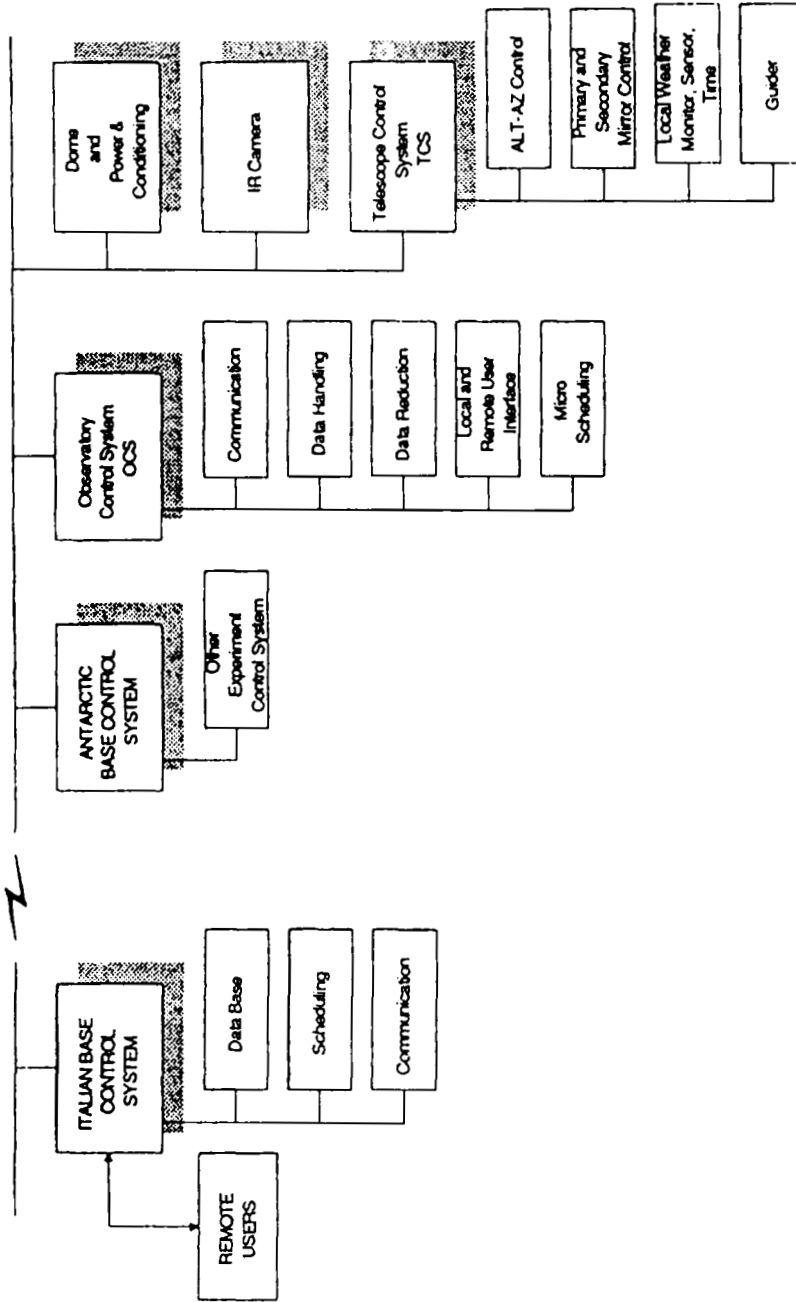 REMOTE
USERS
ITALIAN BASE
CONTROL
SYSTEM
Data Base
Scheduling
Communication
ANTARCTIC
BASE CONTROL
SYSTEM
Other
Experiment
Control System
Observatory
Control System
OCS
Communication
Data Handling
Data Reduction
Local and
Remote User
Interface
Micro
Scheduling
Dome
and
Power &
Conditioning
IR Camera
Telescope Control
System
TCS
ALT-AZ Control
Primary and
Secondary
Mirror Control
Local Weather
Monitor, Sensor,
Time
Guider